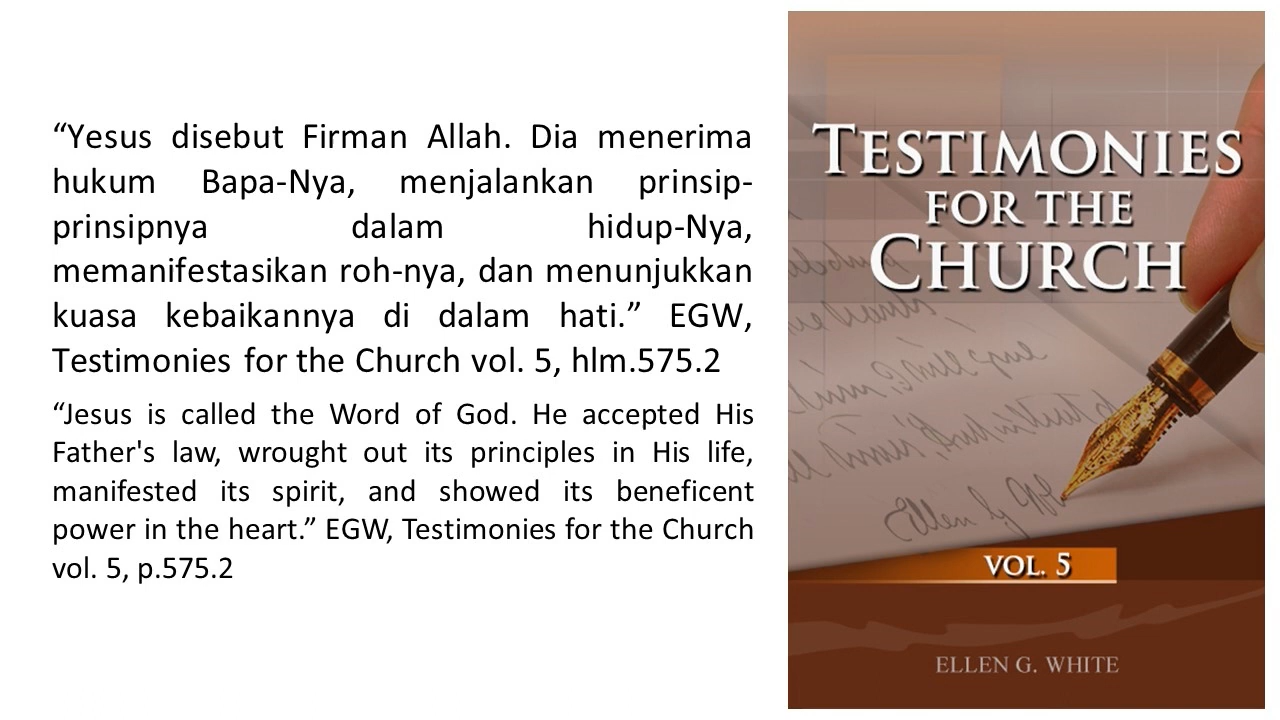 “Yesus disebut Firman Allah. Dia menerima
hukum Bapa-Nya, menjalankan prinsip-
prinsipnya dalam hidup-Nya,
memanifestasikan roh-nya, dan menunjukkan
kuasa kebaikannya di dalam hati.” EGW,
Testimonies for the Church vol. 5, hlm.575.2
“Jesus is called the Word of God. He accepted His
Father's law, wrought out its principles in His life,
manifested its spirit, and showed its beneficent
power in the heart.” EGW, Testimonies for the Church
vol. 5, p.575.2
TESTIMONIES
FOR THE
CHURCH
VOL. 5
ELLEN G. WHITE